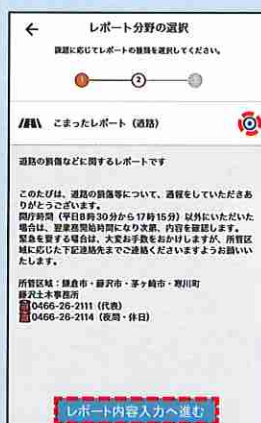 ← レポート分野の選択
課題に応じてレポートの種類を選択してください。
1 2 3
こまったレポート（道路）
道路の損傷などに関するレポートです
このたびは、道路の損傷等について、通報をしていただきあ
りがとうございます。
開庁時間（平日8時30分から17時15分）以外にいただいた
場合は、翌業務開始時間になり次第、内容を確認します。
緊急を要する場合は、大変お手数をおかけしますが、所管区
域に応じた下記連絡先までご連絡くださいますようお願いい
たします。
所管区域：鎌倉市・藤沢市・茅ヶ崎市・寒川町
藤沢土木事務所
0466-26-2111（代表）
0466-26-2114（夜間・休日）
レポート内容入力へ進む